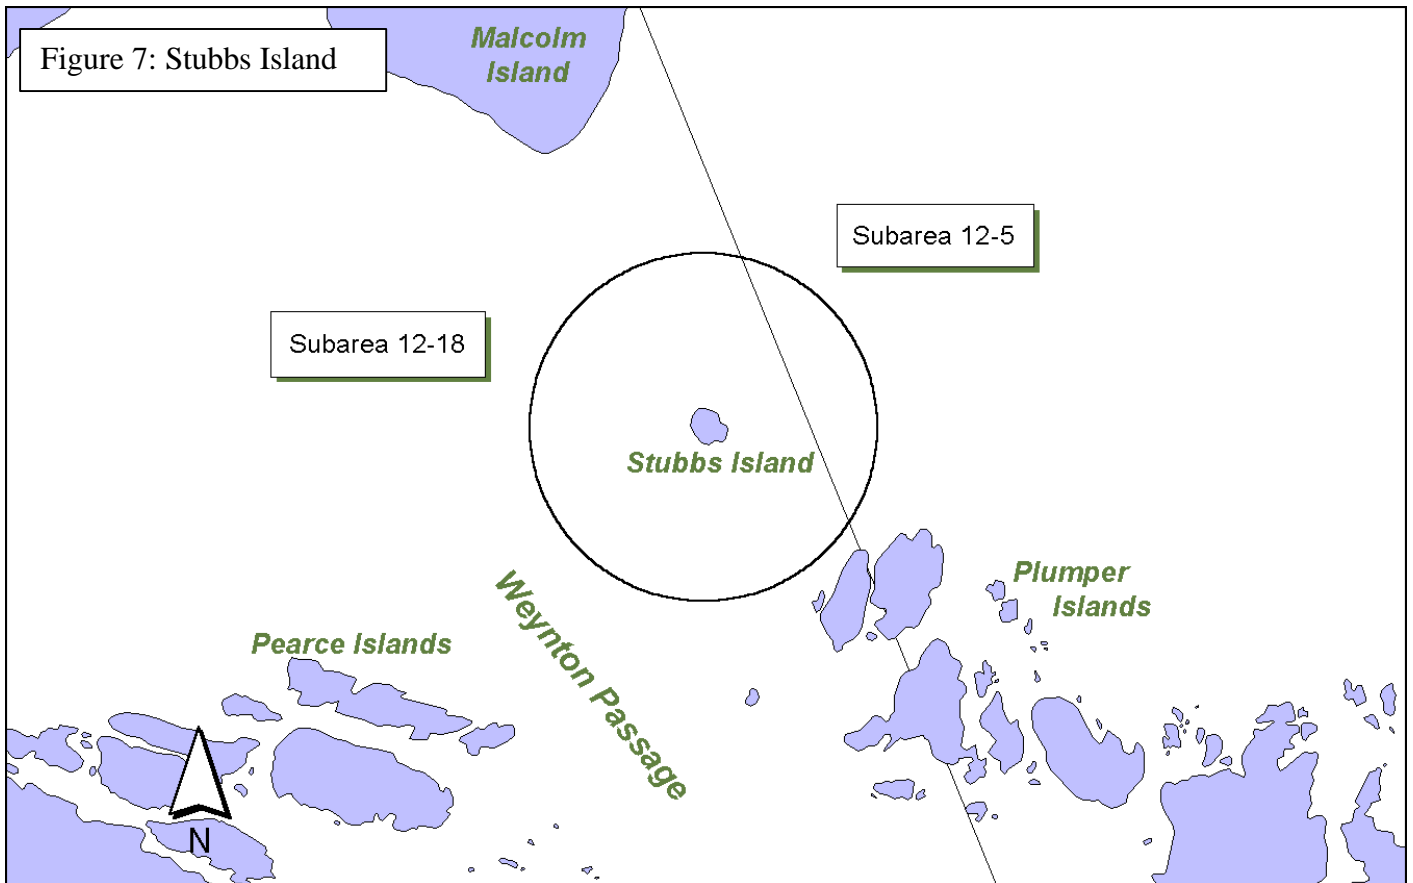 Malcolm
Island
Figure 7: Stubbs Island
Subarea 12-5
Subarea 12-18
Stubbs Island
Plumper
Islands
Weynton Passage
Pearce Islands
N